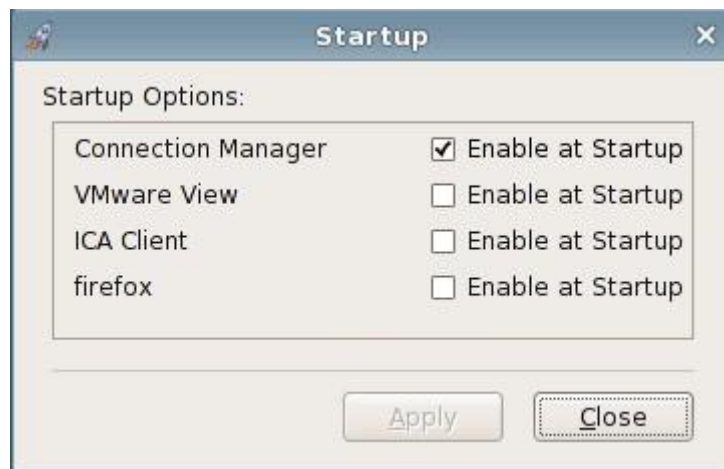 Startup
Startup Options:
Connection Manager Enable at Startup
VMware View Enable at Startup
ICA Client Enable at Startup
firefox Enable at Startup
Apply Close